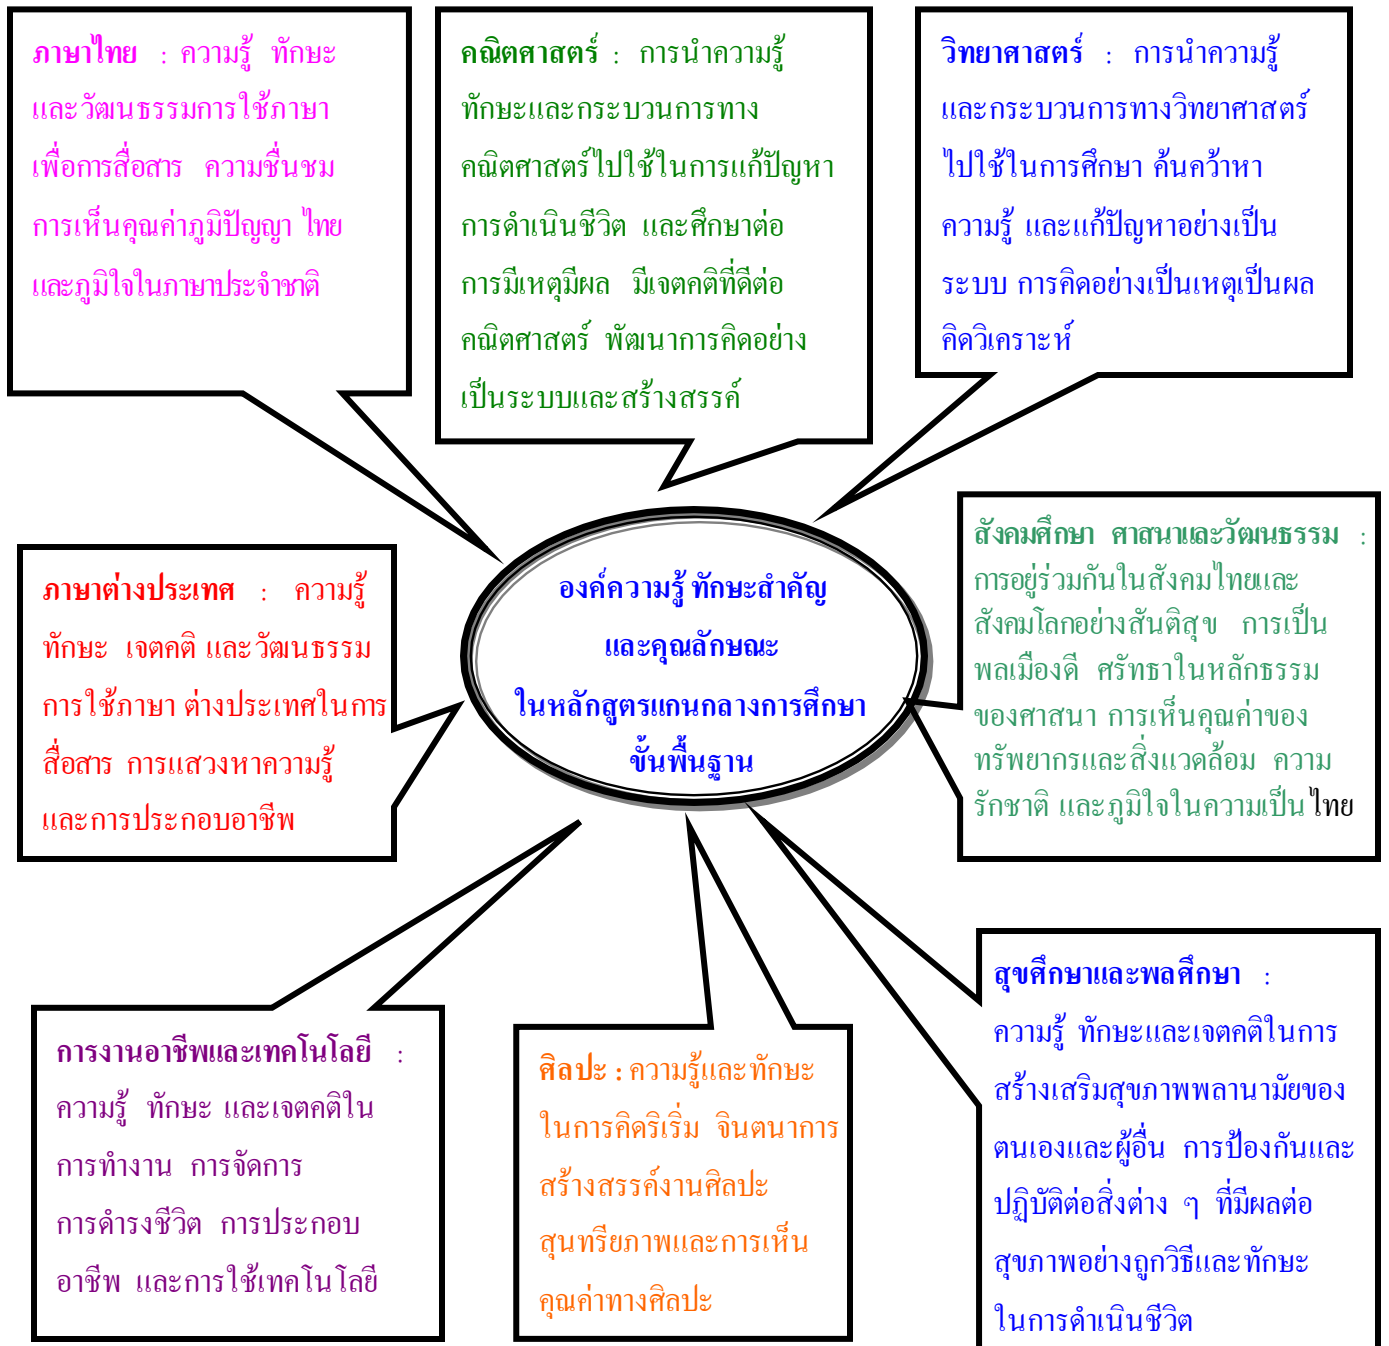 ภาษาไทย : ความรู้ ทักษะ
และวัฒนธรรมการใช้ภาษา
เพื่อการสื่อสาร ความชื่นชม
การเห็นคุณค่าภูมิปัญญา ไทย
และภูมิใจในภาษาประจำชาติ
คณิตศาสตร์ : การนำความรู้
ทักษะและกระบวนการทาง
คณิตศาสตร์ไปใช้ในการแก้ปัญหา
การดำเนินชีวิต และศึกษาต่อ
การมีเหตุมีผล มีเจตคติที่ดีต่อ
คณิตศาสตร์ พัฒนาการคิดอย่าง
เป็นระบบและสร้างสรรค์
วิทยาศาสตร์ : การนำความรู้
และกระบวนการทางวิทยาศาสตร์
ไปใช้ในการศึกษา ค้นคว้าหา
ความรู้ และแก้ปัญหาอย่างเป็น
ระบบ การคิดอย่างเป็นเหตุเป็นผล
คิดวิเคราะห์
ภาษาต่างประเทศ : ความรู้
ทักษะ เจตคติ และวัฒนธรรม
การใช้ภาษา ต่างประเทศในการ
สื่อสาร การแสวงหาความรู้
และการประกอบอาชีพ
องค์ความรู้ ทักษะสำคัญ
และคุณลักษณะ
ในหลักสูตรแกนกลางการศึกษา
ขั้นพื้นฐาน
สังคมศึกษา ศาสนาและวัฒนธรรม :
การอยู่ร่วมกันในสังคมไทยและ
สังคมโลกอย่างสันติสุข การเป็น
พลเมืองดี ศรัทธาในหลักธรรม
ของศาสนา การเห็นคุณค่าของ
ทรัพยากรและสิ่งแวดล้อม ความ
รักชาติ และภูมิใจในความเป็นไทย
การงานอาชีพและเทคโนโลยี :
ความรู้ ทักษะ และเจตคติใน
การทำงาน การจัดการ
การดำรงชีวิต การประกอบ
อาชีพ และการใช้เทคโนโลยี
ศิลปะ : ความรู้และทักษะ
ในการคิดริเริ่ม จินตนาการ
สร้างสรรค์งานศิลปะ
สุนทรียภาพและการเห็น
คุณค่าทางศิลปะ
สุขศึกษาและพลศึกษา :
ความรู้ ทักษะและเจตคติในการ
สร้างเสริมสุขภาพพลานามัยของ
ตนเองและผู้อื่น การป้องกันและ
ปฏิบัติต่อสิ่งต่าง ๆ ที่มีผลต่อ
สุขภาพอย่างถูกวิธีและทักษะ
ในการดำเนินชีวิต